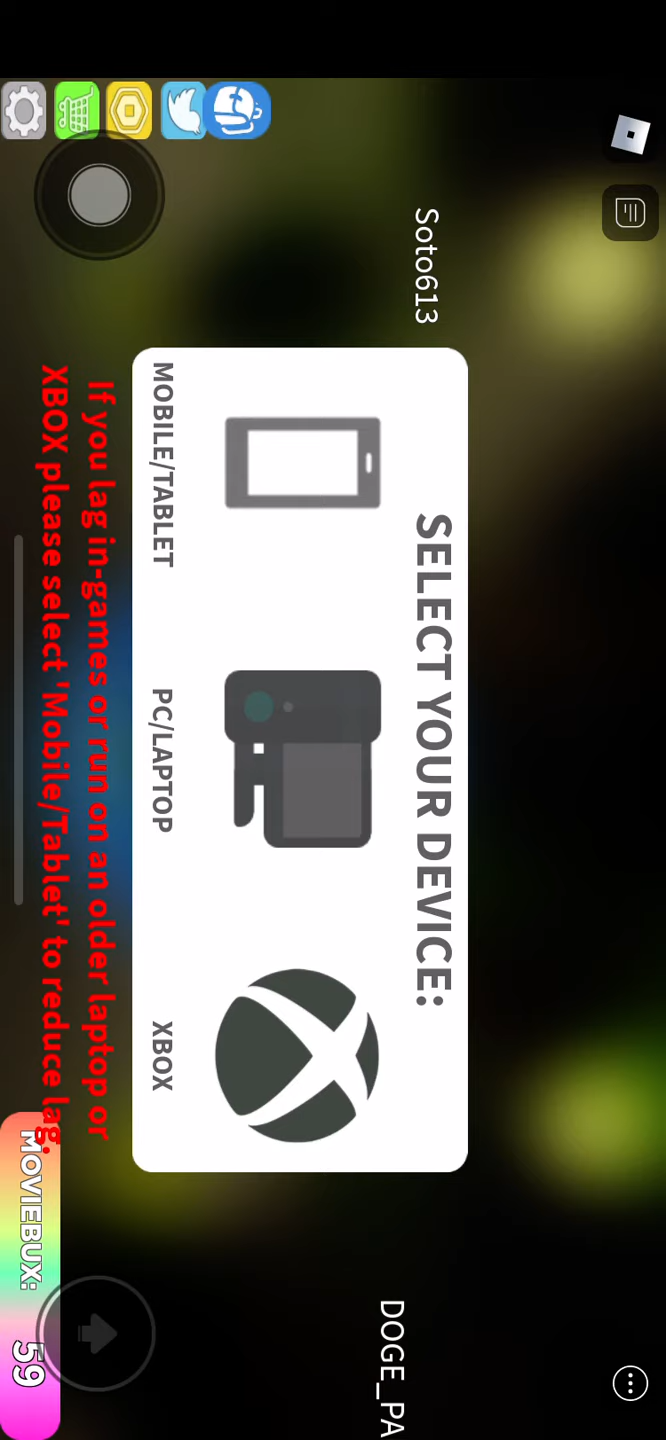 Soto613
SELECT YOUR DEVICE:
MOBILE/TABLET
PC/LAPTOP
XBOX
If you lag in-games or run on an older laptop or
XBOX please select 'Mobile/Tablet' to reduce lag.
DOGE_PA
MOVIEBUX: 59